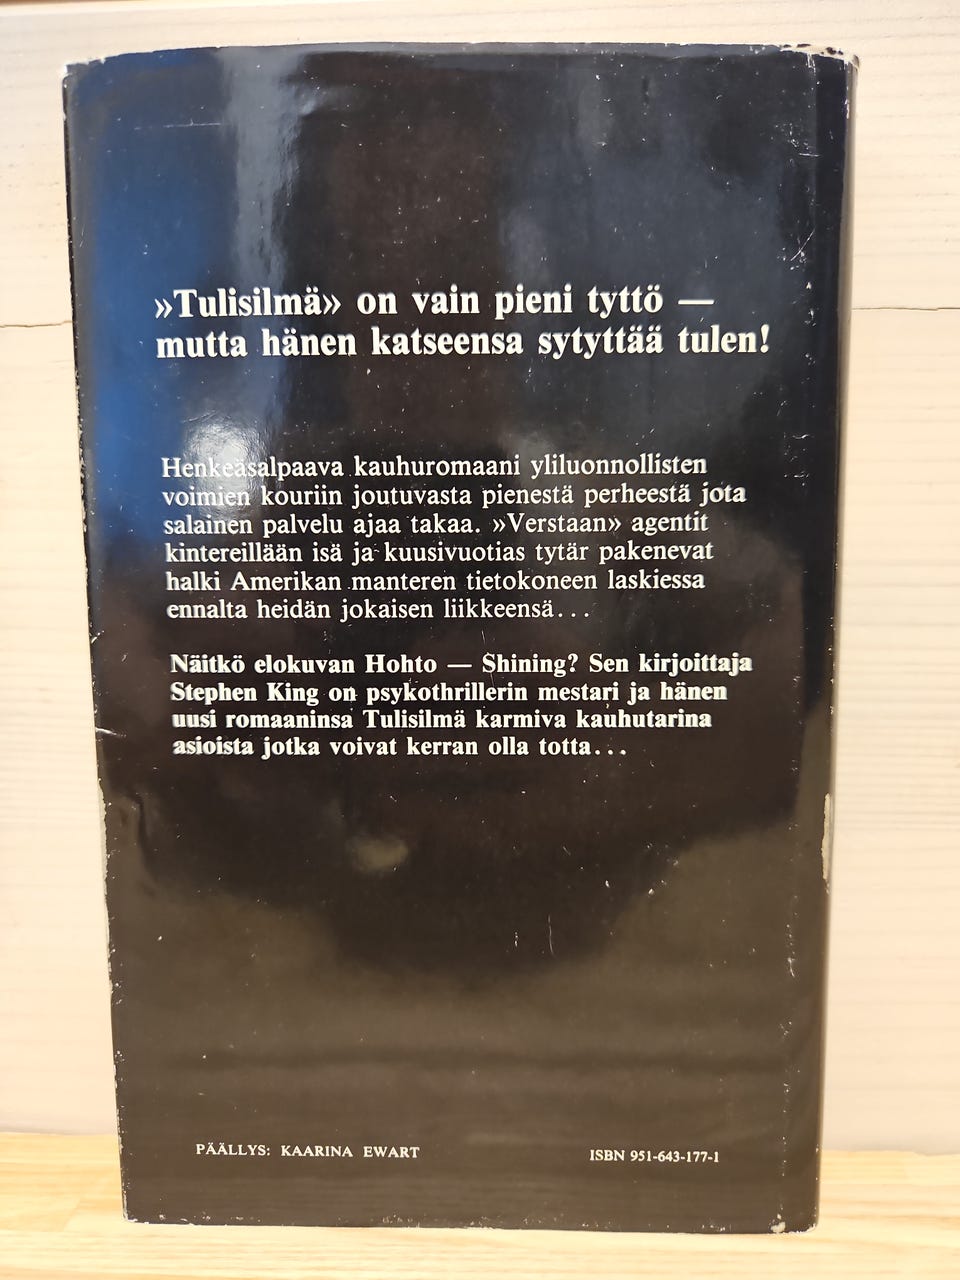 »Tulisilmä» on vain pieni tyttö —
mutta hänen katseensa sytyttää tulen!
Henkeäsalpaava kauhuromaani yliluonnollisten
voimien kouriin joutuvasta pienestä perheestä jota
salainen palvelu ajaa takaa. »Verstaan» agentit
kintereillään isä ja kuusivuotias tytär pakenevat
halki Amerikan manteren tietokoneen laskiessa
ennalta heidän jokaisen liikkeensä...
Näitkö elokuvan Hohto — Shining? Sen kirjoittaja
Stephen King on psykothrillerin mestari ja hänen
uusi romaaninsa Tulisilmä karmiva kauhutarina
asioista jotka voivat kerran olla totta...
PÄÄLLYS: KAARINA EWART
ISBN 951-643-177-1